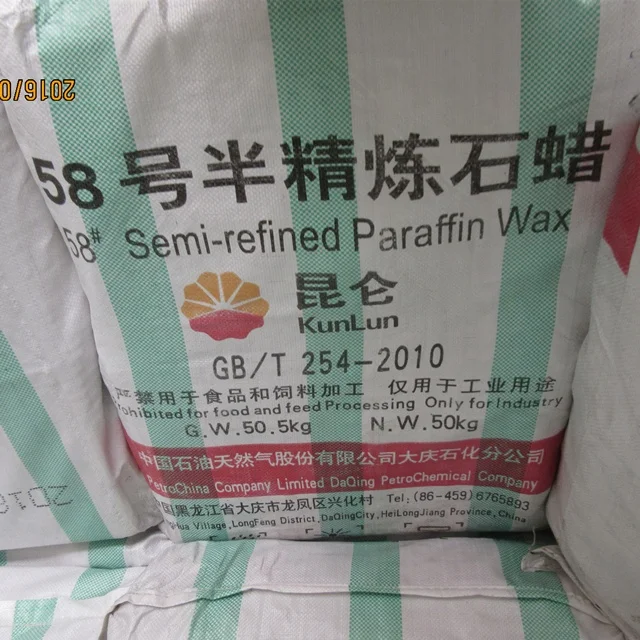 58号半精炼石蜡
58# Semi-refined Paraffin Wax
昆仑
KunLun
GB/T 254-2010
严禁用于食品和饲料加工 仅用于工业用途
rohibited for food and feed Processing Only for Industry
G.W.50.5kg N.W.50kg
中国石油天然气股份有限公司大庆石化分公司
PetroChina Company Limited DaQing PetroChemical Company
国黑龙江省大庆市龙凤区兴化村 Tel:(86-459)6765893
Hua Village,LongFeng District,DaQingCity,HeiLongJiang Province,China
2016/0